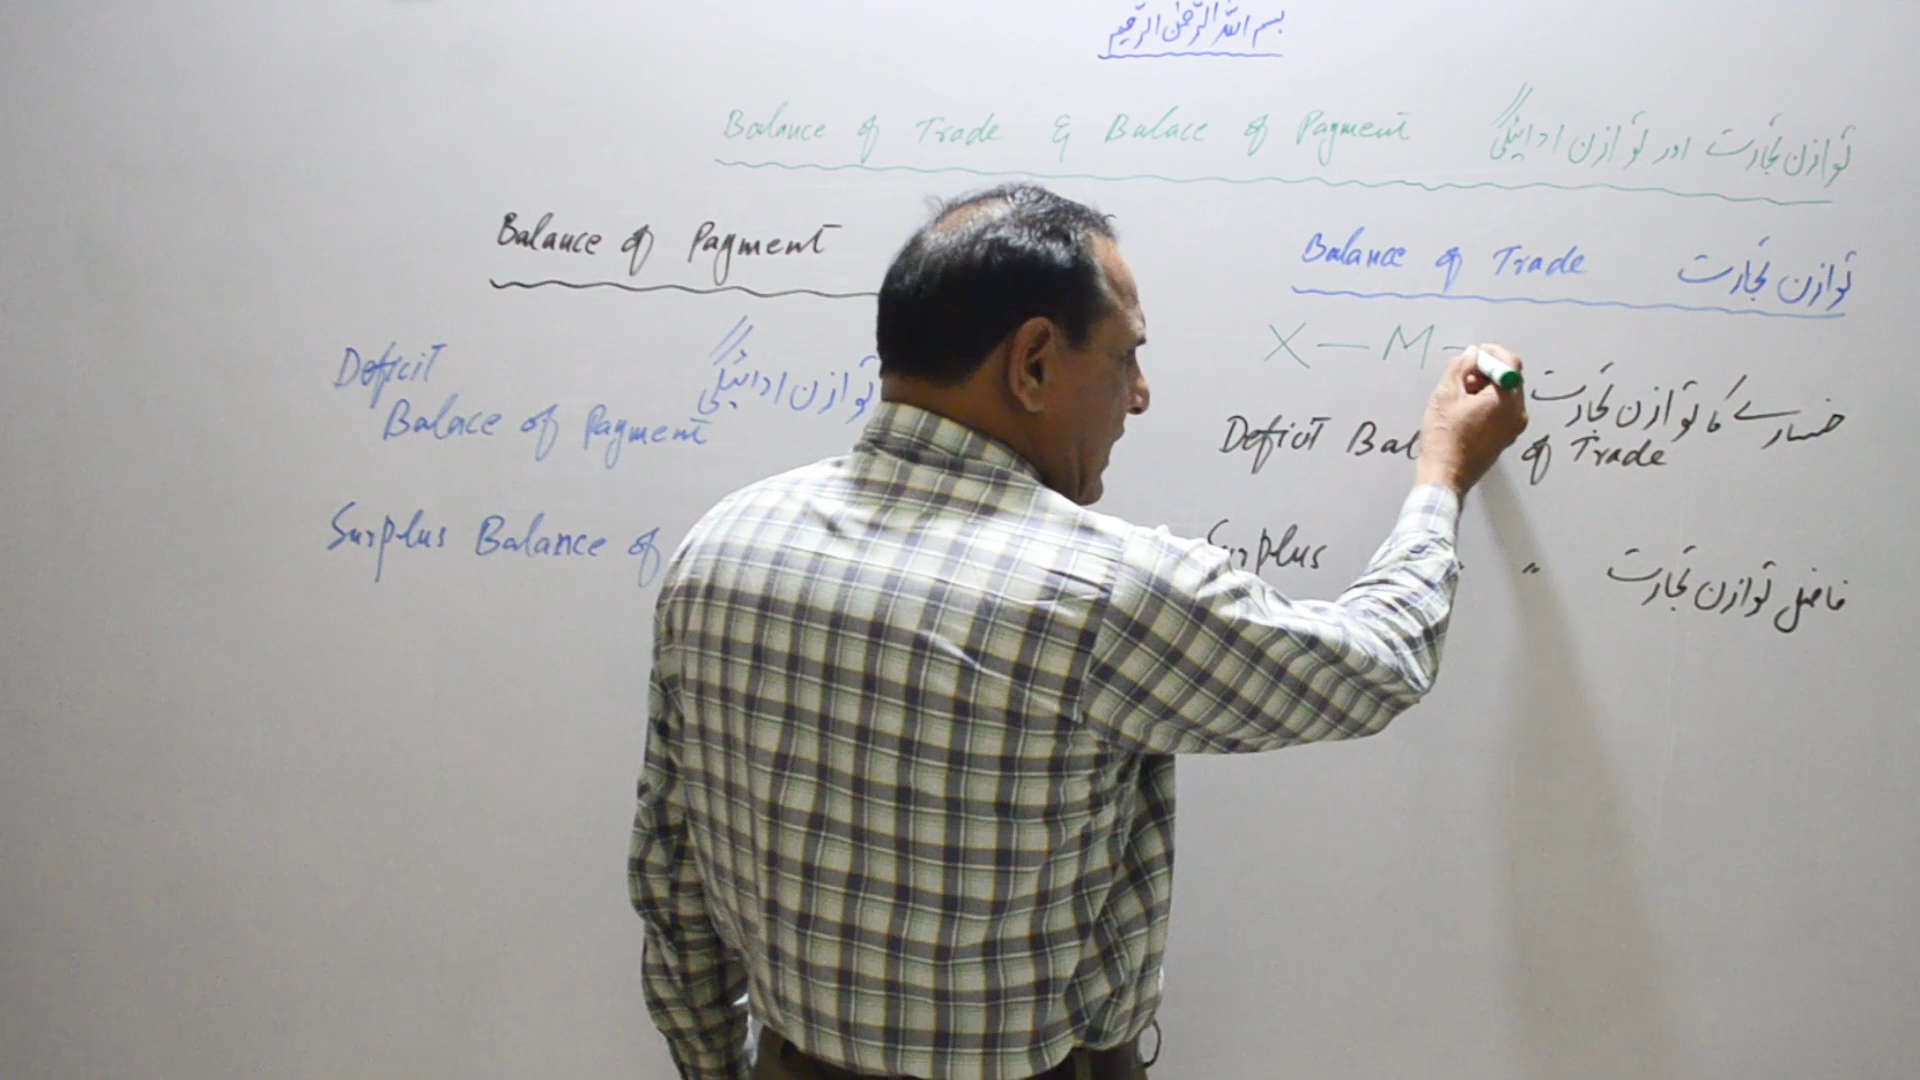 بسم اللہ الرحمٰن الرحیم
Balance of Trade & Balace of Payment توازن تجارت اور توازن ادائیگی
Balance of Payment
Balance of Trade توازن تجارت
X — M —
Deficit
توازن ادائیگی
Balace of Payment
خسارے کا توازن تجارت
Deficit Bal of Trade
Surplus Balance of
Surplus " " فاضل توازن تجارت